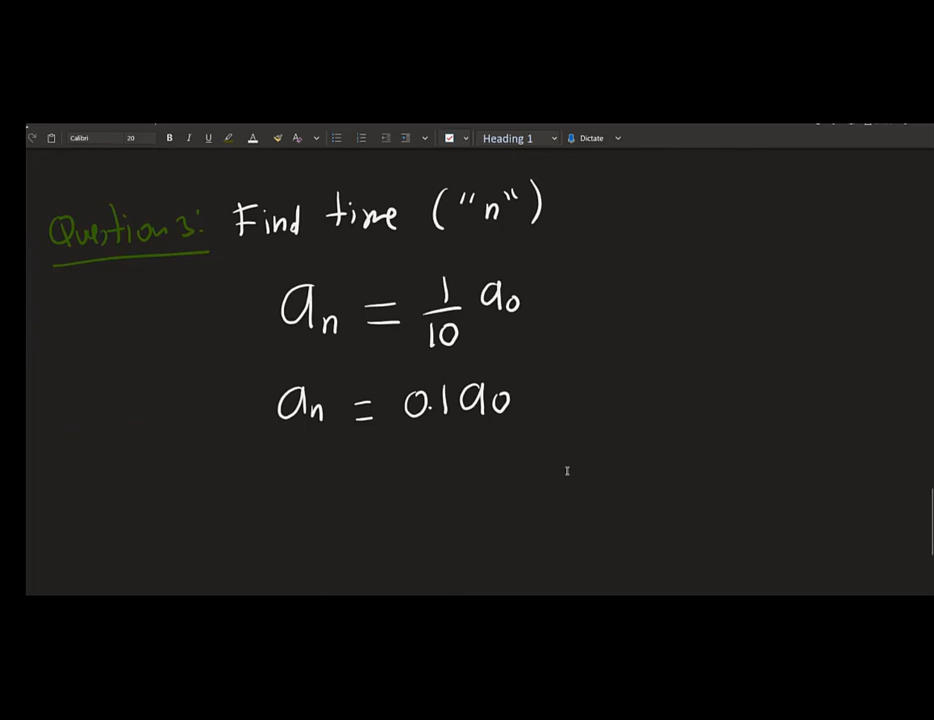 Calibri 20 B I U A A Heading 1 Dictate
Question 3: Find time ("n")
aₙ = 1/10 a₀
aₙ = 0.1a₀